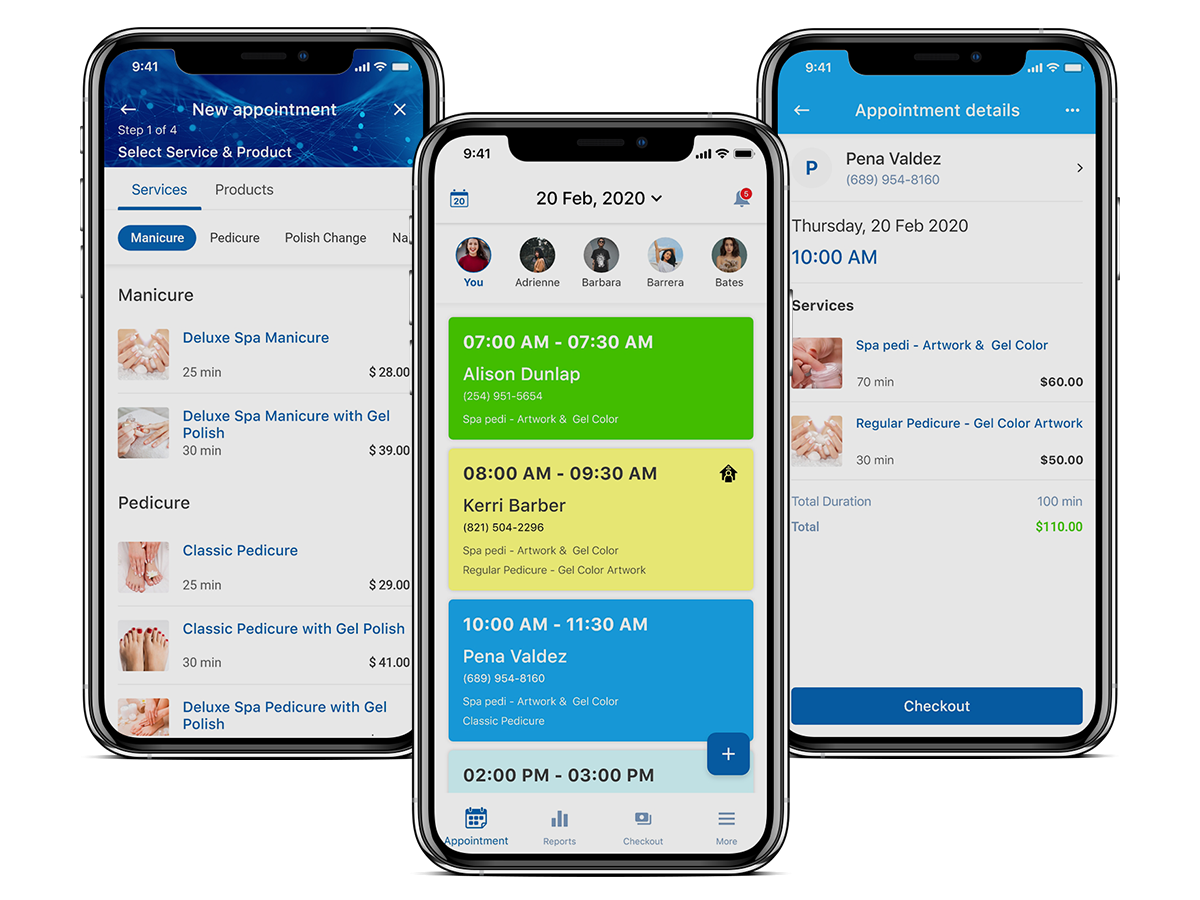 9:41
New appointment
Step 1 of 4
Select Service & Product
Services Products
Manicure Pedicure Polish Change Na
Manicure
Deluxe Spa Manicure
25 min $ 28.00
Deluxe Spa Manicure with Gel
Polish
30 min $ 39.00
Pedicure
Classic Pedicure
25 min $ 29.00
Classic Pedicure with Gel Polish
30 min $ 41.00
Deluxe Spa Pedicure with Gel
Polish
9:41
20
20 Feb, 2020
5
You Adrienne Barbara Barrera Bates
07:00 AM - 07:30 AM
Alison Dunlap
(254) 951-5654
Spa pedi - Artwork & Gel Color
08:00 AM - 09:30 AM
Kerri Barber
(821) 504-2296
Spa pedi - Artwork & Gel Color
Regular Pedicure - Gel Color Artwork
10:00 AM - 11:30 AM
Pena Valdez
(689) 954-8160
Spa pedi - Artwork & Gel Color
Classic Pedicure
+
02:00 PM - 03:00 PM
Appointment Reports Checkout More
9:41
Appointment details
P
Pena Valdez
(689) 954-8160
Thursday, 20 Feb 2020
10:00 AM
Services
Spa pedi - Artwork & Gel Color
70 min $60.00
Regular Pedicure - Gel Color Artwork
30 min $50.00
Total Duration 100 min
Total $110.00
Checkout